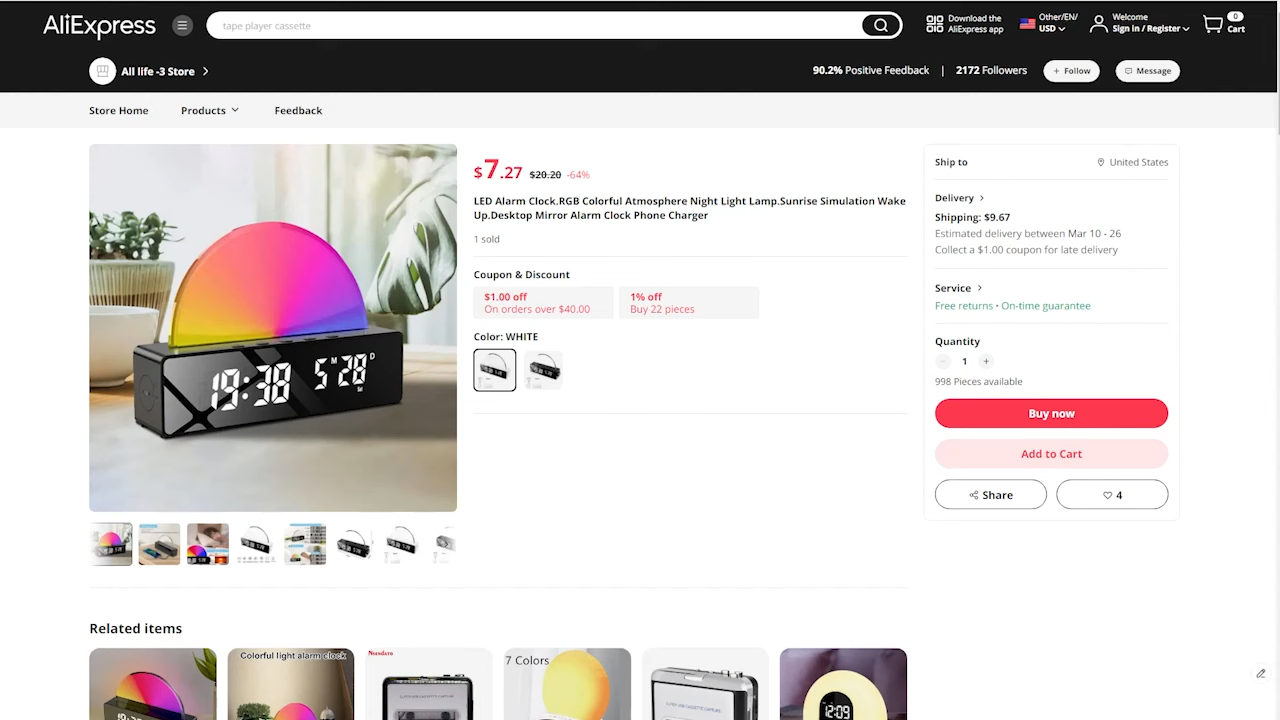 AliExpress
tape player cassette
Download the
AliExpress app
Other/EN/
USD
Welcome
Sign in / Register
0
Cart
All life -3 Store
90.2% Positive Feedback | 2172 Followers
+ Follow
Message
Store Home
Products
Feedback
$7.27 $20.20 -64%
LED Alarm Clock.RGB Colorful Atmosphere Night Light Lamp.Sunrise Simulation Wake
Up.Desktop Mirror Alarm Clock Phone Charger
1 sold
Coupon & Discount
$1.00 off
On orders over $40.00
1% off
Buy 22 pieces
Color: WHITE
19:38 5 M 28 D
Ship to
United States
Delivery
Shipping: $9.67
Estimated delivery between Mar 10 - 26
Collect a $1.00 coupon for late delivery
Service
Free returns • On-time guarantee
Quantity
- 1 +
998 Pieces available
Buy now
Add to Cart
Share
4
Related items
Colorful light alarm clock
7 Colors
12:09